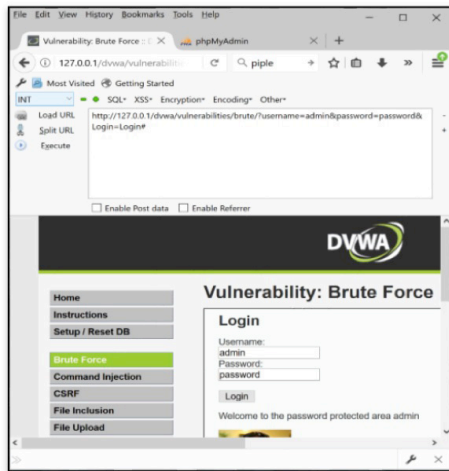 File Edit View History Bookmarks Tools Help
Vulnerability: Brute Force :: phpMyAdmin
127.0.0.1/dvwa/vulnerabilitie piple
Most Visited Getting Started
INT SQL XSS Encryption Encoding Other
Load URL
Split URL
Execute
http://127.0.0.1/dvwa/vulnerabilities/brute/?username=admin&password=password&
Login=Login#
Enable Post data Enable Referrer
DVWA
Home
Instructions
Setup / Reset DB
Brute Force
Command Injection
CSRF
File Inclusion
File Upload
Vulnerability: Brute Force
Login
Username:
admin
Password:
password
Login
Welcome to the password protected area admin